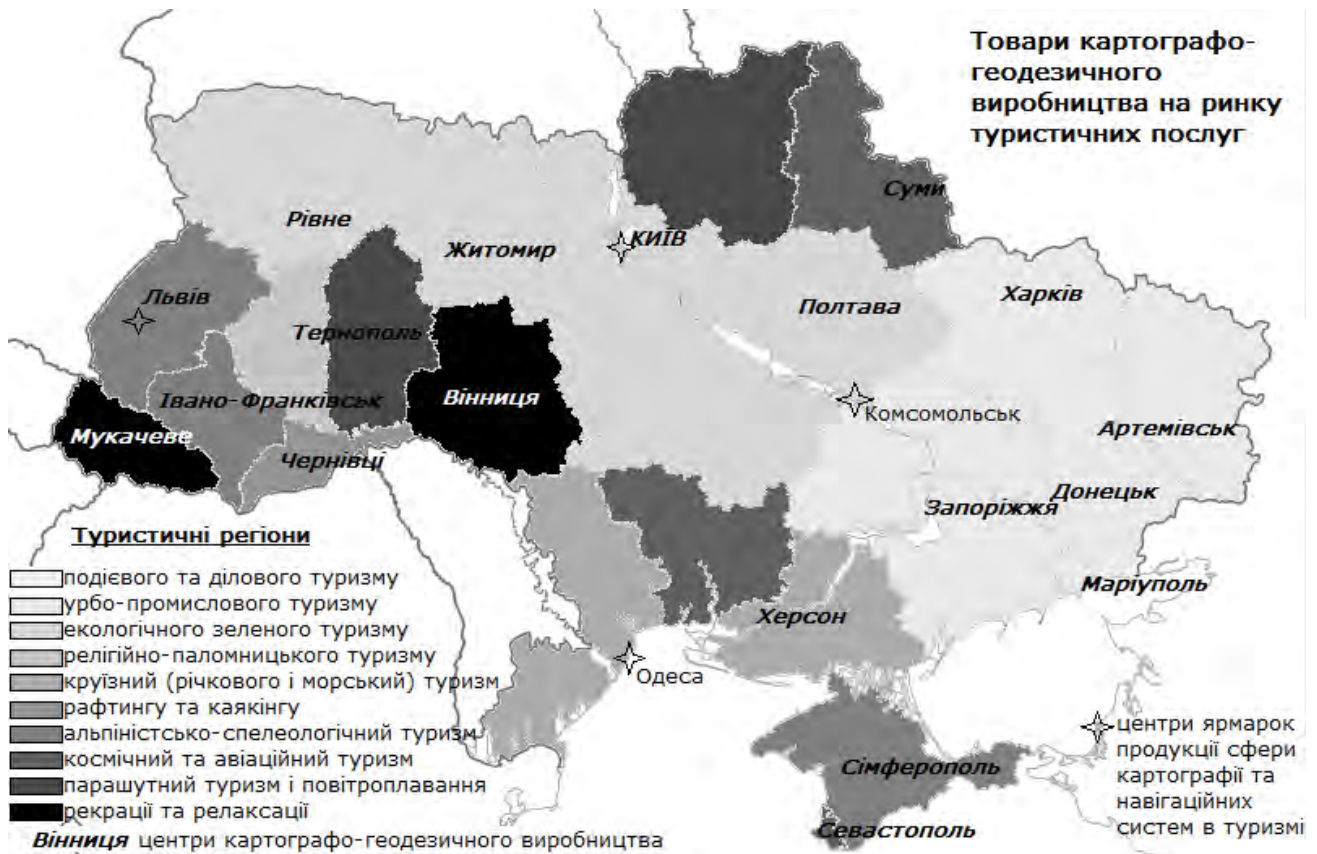 Товари картографо-
геодезичного
виробництва на ринку
туристичних послуг
Суми
Рівне
КИЇВ
Житомир
Львів
Харків
Полтава
Тернополь
Івано-Франківськ
Вінниця
Комсомольськ
Мукачеве
Артемівськ
Чернівці
Донецьк
Запоріжжя
Маріуполь
Херсон
Одеса
Сімферополь
Севастополь
Туристичні регіони
подієвого та ділового туризму
урбо-промислового туризму
екологічного зеленого туризму
релігійно-паломницького туризму
круїзний (річкового і морський) туризм
рафтингу та каякінгу
альпіністсько-спелеологічний туризм
космічний та авіаційний туризм
парашутний туризм і повітроплавання
рекрації та релаксації
Вінниця центри картографо-геодезичного виробництва
центри ярмарок
продукції сфери
картографії та
навігаційних
систем в туризмі